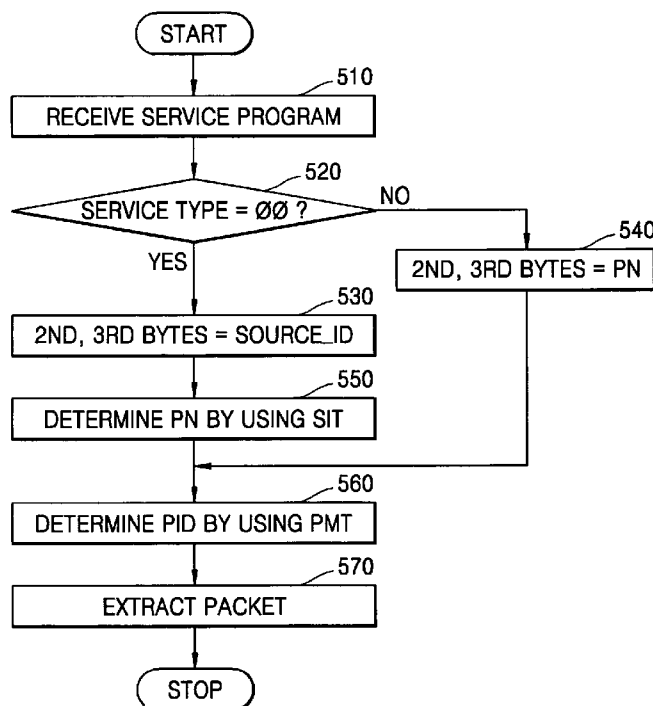 START
510
RECEIVE SERVICE PROGRAM
520
SERVICE TYPE = ØØ ?
NO
540
YES
2ND, 3RD BYTES = PN
530
2ND, 3RD BYTES = SOURCE_ID
550
DETERMINE PN BY USING SIT
560
DETERMINE PID BY USING PMT
570
EXTRACT PACKET
STOP